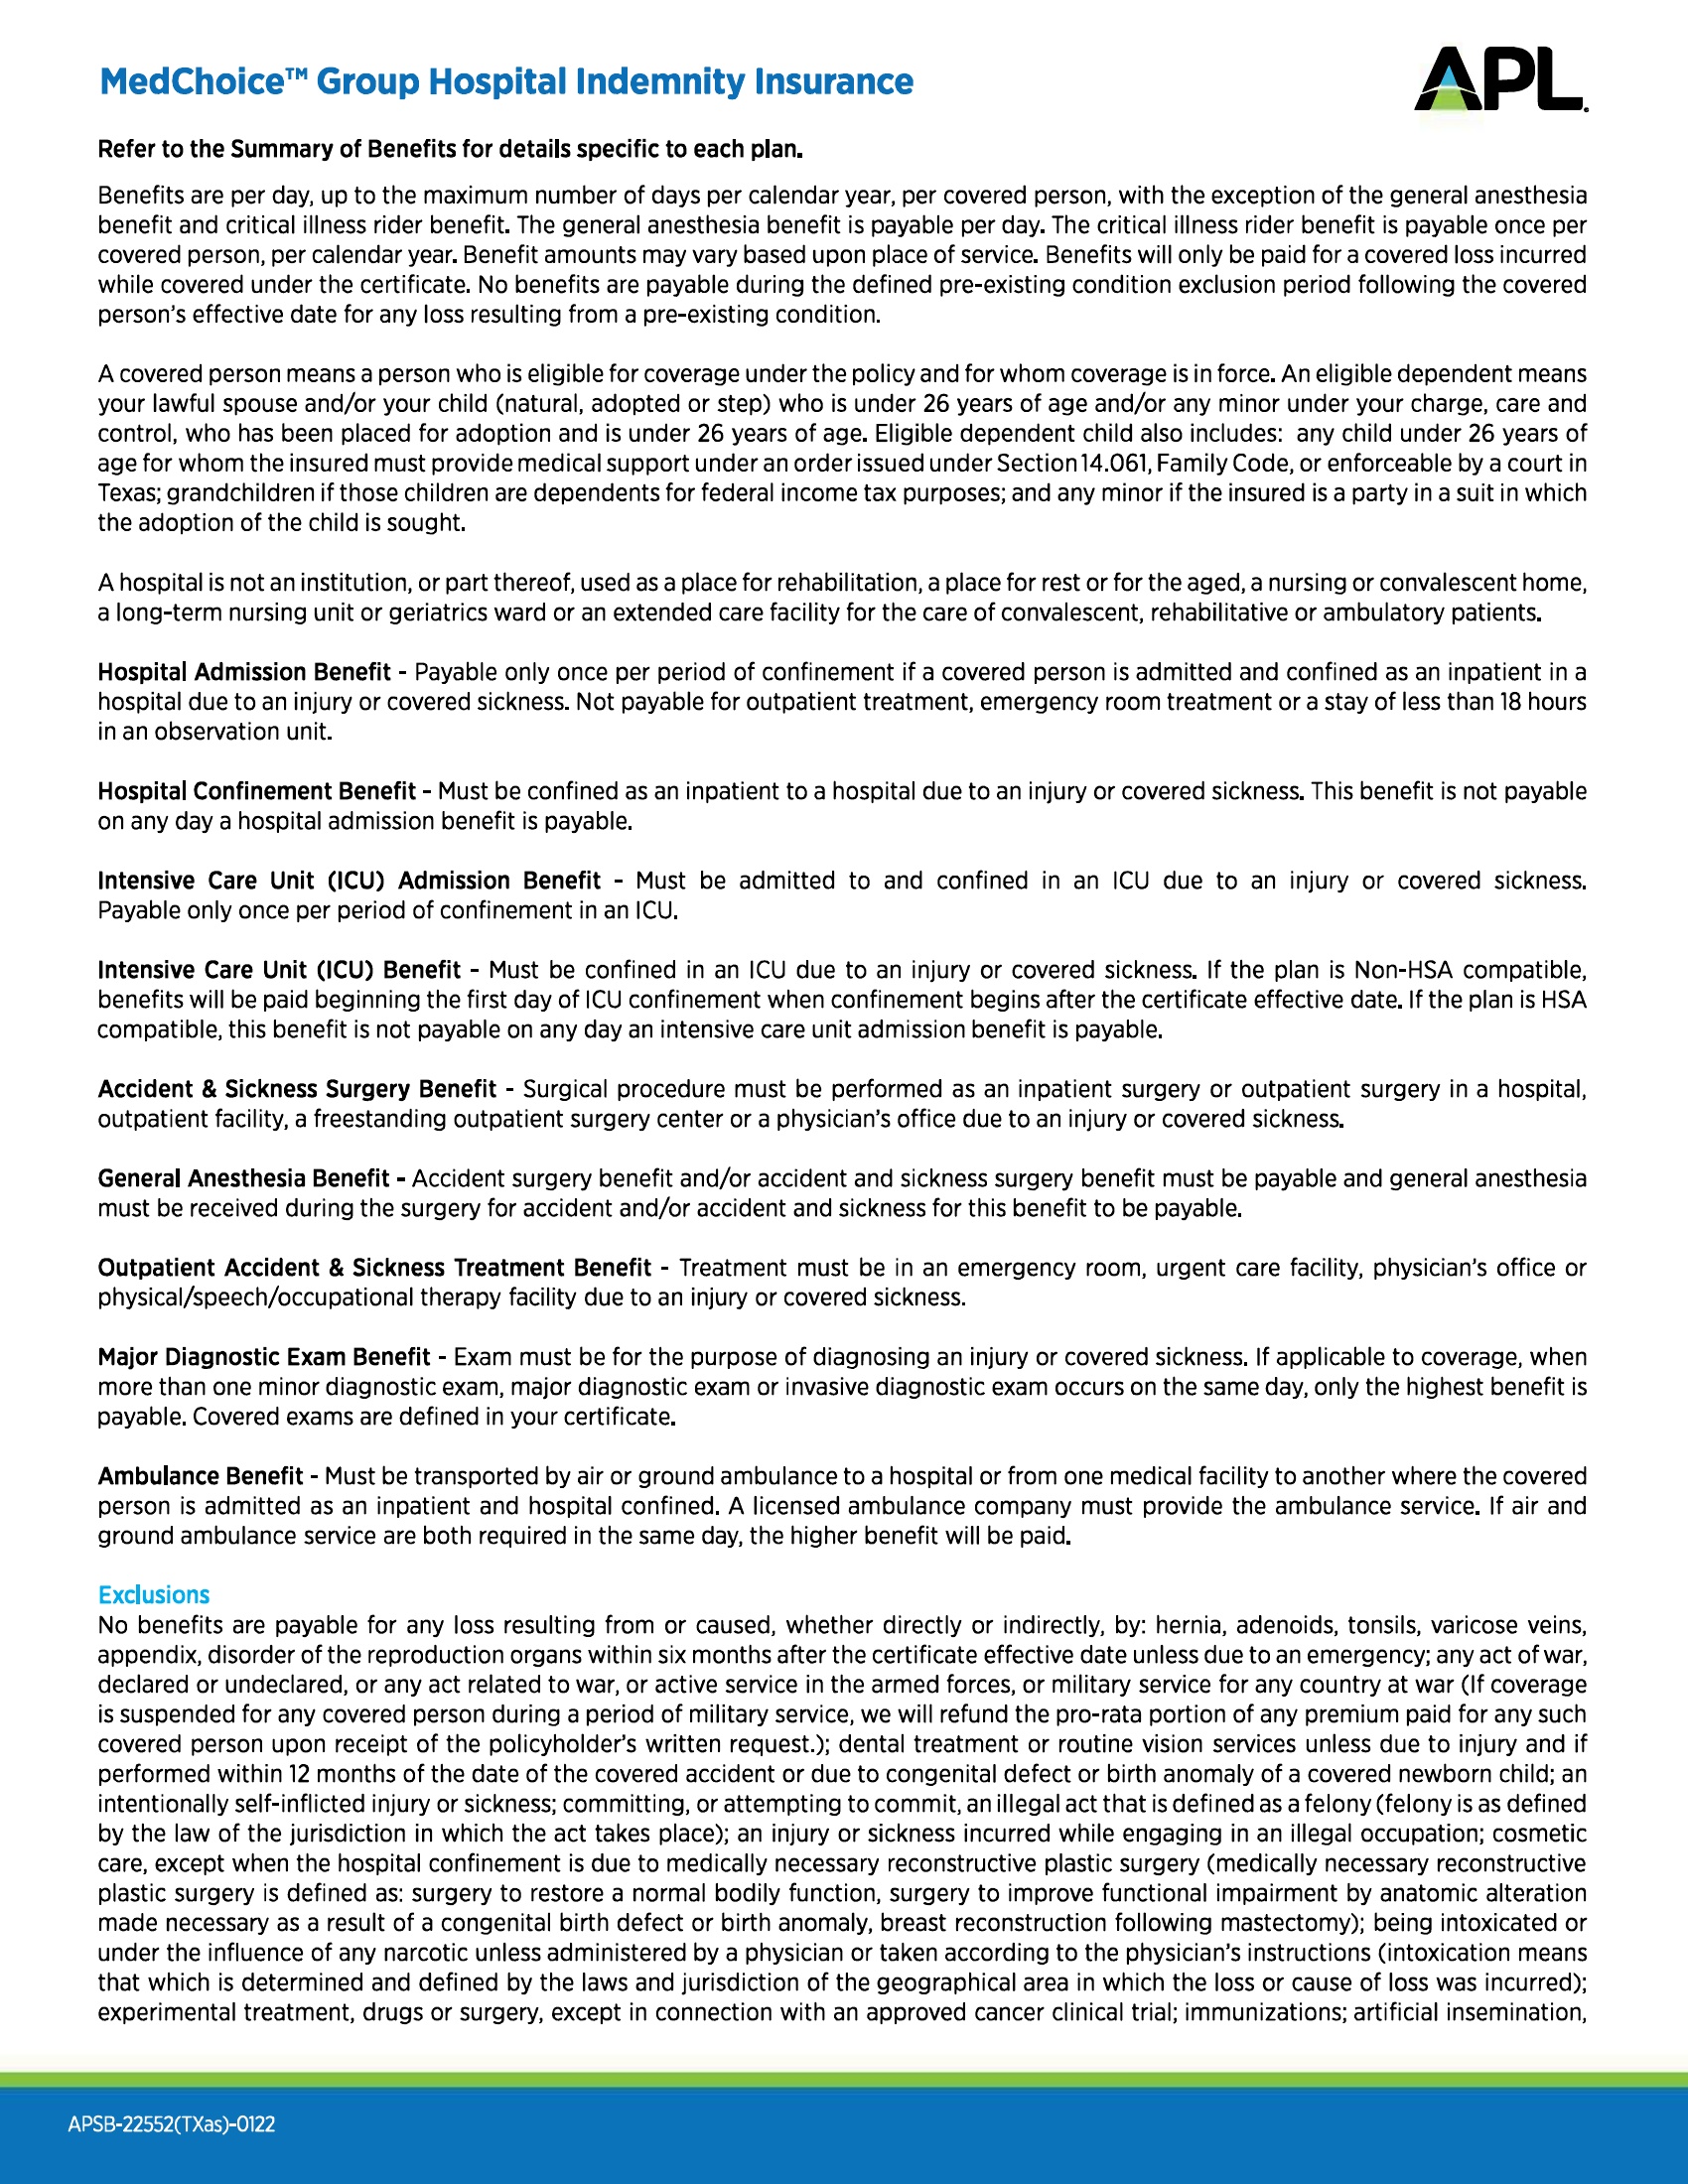 MedChoice™ Group Hospital Indemnity Insurance
APL.
Refer to the Summary of Benefits for details specific to each plan.
Benefits are per day, up to the maximum number of days per calendar year, per covered person, with the exception of the general anesthesia
benefit and critical illness rider benefit. The general anesthesia benefit is payable per day. The critical illness rider benefit is payable once per
covered person, per calendar year. Benefit amounts may vary based upon place of service. Benefits will only be paid for a covered loss incurred
while covered under the certificate. No benefits are payable during the defined pre-existing condition exclusion period following the covered
person's effective date for any loss resulting from a pre-existing condition.
A covered person means a person who is eligible for coverage under the policy and for whom coverage is in force. An eligible dependent means
your lawful spouse and/or your child (natural, adopted or step) who is under 26 years of age and/or any minor under your charge, care and
control, who has been placed for adoption and is under 26 years of age. Eligible dependent child also includes: any child under 26 years of
age for whom the insured must provide medical support under an order issued under Section 14.061, Family Code, or enforceable by a court in
Texas; grandchildren if those children are dependents for federal income tax purposes; and any minor if the insured is a party in a suit in which
the adoption of the child is sought.
A hospital is not an institution, or part thereof, used as a place for rehabilitation, a place for rest or for the aged, a nursing or convalescent home,
a long-term nursing unit or geriatrics ward or an extended care facility for the care of convalescent, rehabilitative or ambulatory patients.
Hospital Admission Benefit - Payable only once per period of confinement if a covered person is admitted and confined as an inpatient in a
hospital due to an injury or covered sickness. Not payable for outpatient treatment, emergency room treatment or a stay of less than 18 hours
in an observation unit.
Hospital Confinement Benefit - Must be confined as an inpatient to a hospital due to an injury or covered sickness. This benefit is not payable
on any day a hospital admission benefit is payable.
Intensive Care Unit (ICU) Admission Benefit - Must be admitted to and confined in an ICU due to an injury or covered sickness.
Payable only once per period of confinement in an ICU.
Intensive Care Unit (ICU) Benefit - Must be confined in an ICU due to an injury or covered sickness. If the plan is Non-HSA compatible,
benefits will be paid beginning the first day of ICU confinement when confinement begins after the certificate effective date. If the plan is HSA
compatible, this benefit is not payable on any day an intensive care unit admission benefit is payable.
Accident & Sickness Surgery Benefit - Surgical procedure must be performed as an inpatient surgery or outpatient surgery in a hospital,
outpatient facility, a freestanding outpatient surgery center or a physician's office due to an injury or covered sickness.
General Anesthesia Benefit - Accident surgery benefit and/or accident and sickness surgery benefit must be payable and general anesthesia
must be received during the surgery for accident and/or accident and sickness for this benefit to be payable.
Outpatient Accident & Sickness Treatment Benefit - Treatment must be in an emergency room, urgent care facility, physician's office or
physical/speech/occupational therapy facility due to an injury or covered sickness.
Major Diagnostic Exam Benefit - Exam must be for the purpose of diagnosing an injury or covered sickness. If applicable to coverage, when
more than one minor diagnostic exam, major diagnostic exam or invasive diagnostic exam occurs on the same day, only the highest benefit is
payable. Covered exams are defined in your certificate.
Ambulance Benefit - Must be transported by air or ground ambulance to a hospital or from one medical facility to another where the covered
person is admitted as an inpatient and hospital confined. A licensed ambulance company must provide the ambulance service. If air and
ground ambulance service are both required in the same day, the higher benefit will be paid.
Exclusions
No benefits are payable for any loss resulting from or caused, whether directly or indirectly, by: hernia, adenoids, tonsils, varicose veins,
appendix, disorder of the reproduction organs within six months after the certificate effective date unless due to an emergency; any act of war,
declared or undeclared, or any act related to war, or active service in the armed forces, or military service for any country at war (If coverage
is suspended for any covered person during a period of military service, we will refund the pro-rata portion of any premium paid for any such
covered person upon receipt of the policyholder's written request.); dental treatment or routine vision services unless due to injury and if
performed within 12 months of the date of the covered accident or due to congenital defect or birth anomaly of a covered newborn child; an
intentionally self-inflicted injury or sickness; committing, or attempting to commit, an illegal act that is defined as a felony (felony is as defined
by the law of the jurisdiction in which the act takes place); an injury or sickness incurred while engaging in an illegal occupation; cosmetic
care, except when the hospital confinement is due to medically necessary reconstructive plastic surgery (medically necessary reconstructive
plastic surgery is defined as: surgery to restore a normal bodily function, surgery to improve functional impairment by anatomic alteration
made necessary as a result of a congenital birth defect or birth anomaly, breast reconstruction following mastectomy); being intoxicated or
under the influence of any narcotic unless administered by a physician or taken according to the physician's instructions (intoxication means
that which is determined and defined by the laws and jurisdiction of the geographical area in which the loss or cause of loss was incurred);
experimental treatment, drugs or surgery, except in connection with an approved cancer clinical trial; immunizations; artificial insemination,
APSB-22552(TXas)-0122